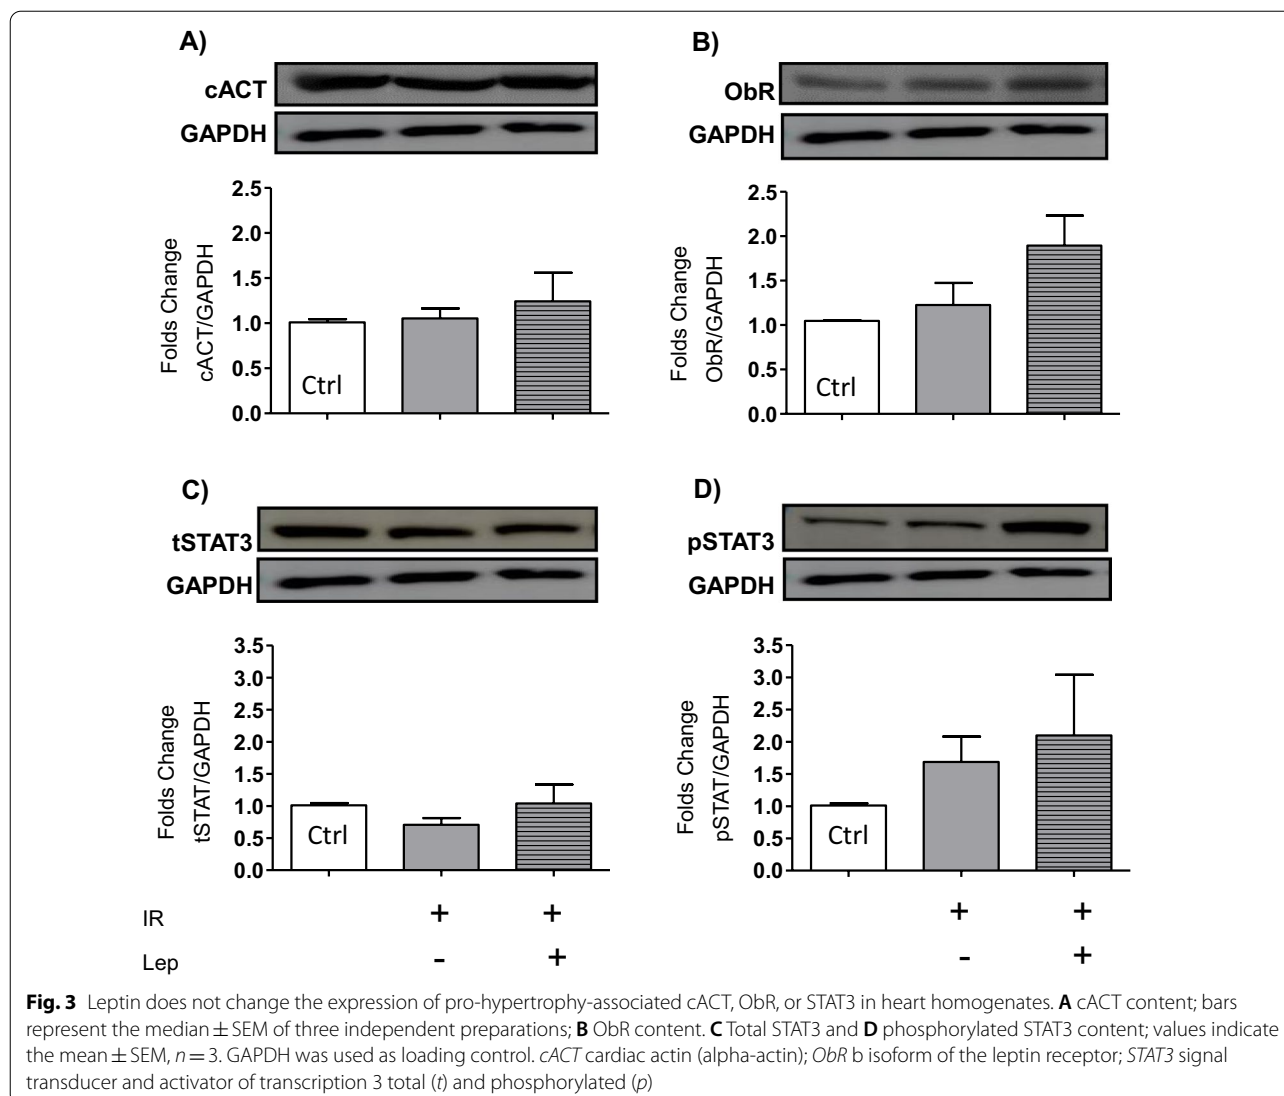 A)
cACT
GAPDH
Folds Change
cACT/GAPDH
2.5
2.0
1.5
1.0
0.5
0.0
Ctrl
B)
ObR
GAPDH
Folds Change
ObR/GAPDH
2.5
2.0
1.5
1.0
0.5
0.0
Ctrl
C)
tSTAT3
GAPDH
Folds Change
tSTAT/GAPDH
3.5
3.0
2.5
2.0
1.5
1.0
0.5
0.0
Ctrl
D)
pSTAT3
GAPDH
Folds Change
pSTAT/GAPDH
3.5
3.0
2.5
2.0
1.5
1.0
0.5
0.0
Ctrl
IR + + + +
Lep - + - +
Fig. 3 Leptin does not change the expression of pro-hypertrophy-associated cACT, ObR, or STAT3 in heart homogenates. A cACT content; bars
represent the median ± SEM of three independent preparations; B ObR content. C Total STAT3 and D phosphorylated STAT3 content; values indicate
the mean ± SEM, n = 3. GAPDH was used as loading control. cACT cardiac actin (alpha-actin); ObR b isoform of the leptin receptor; STAT3 signal
transducer and activator of transcription 3 total (t) and phosphorylated (p)